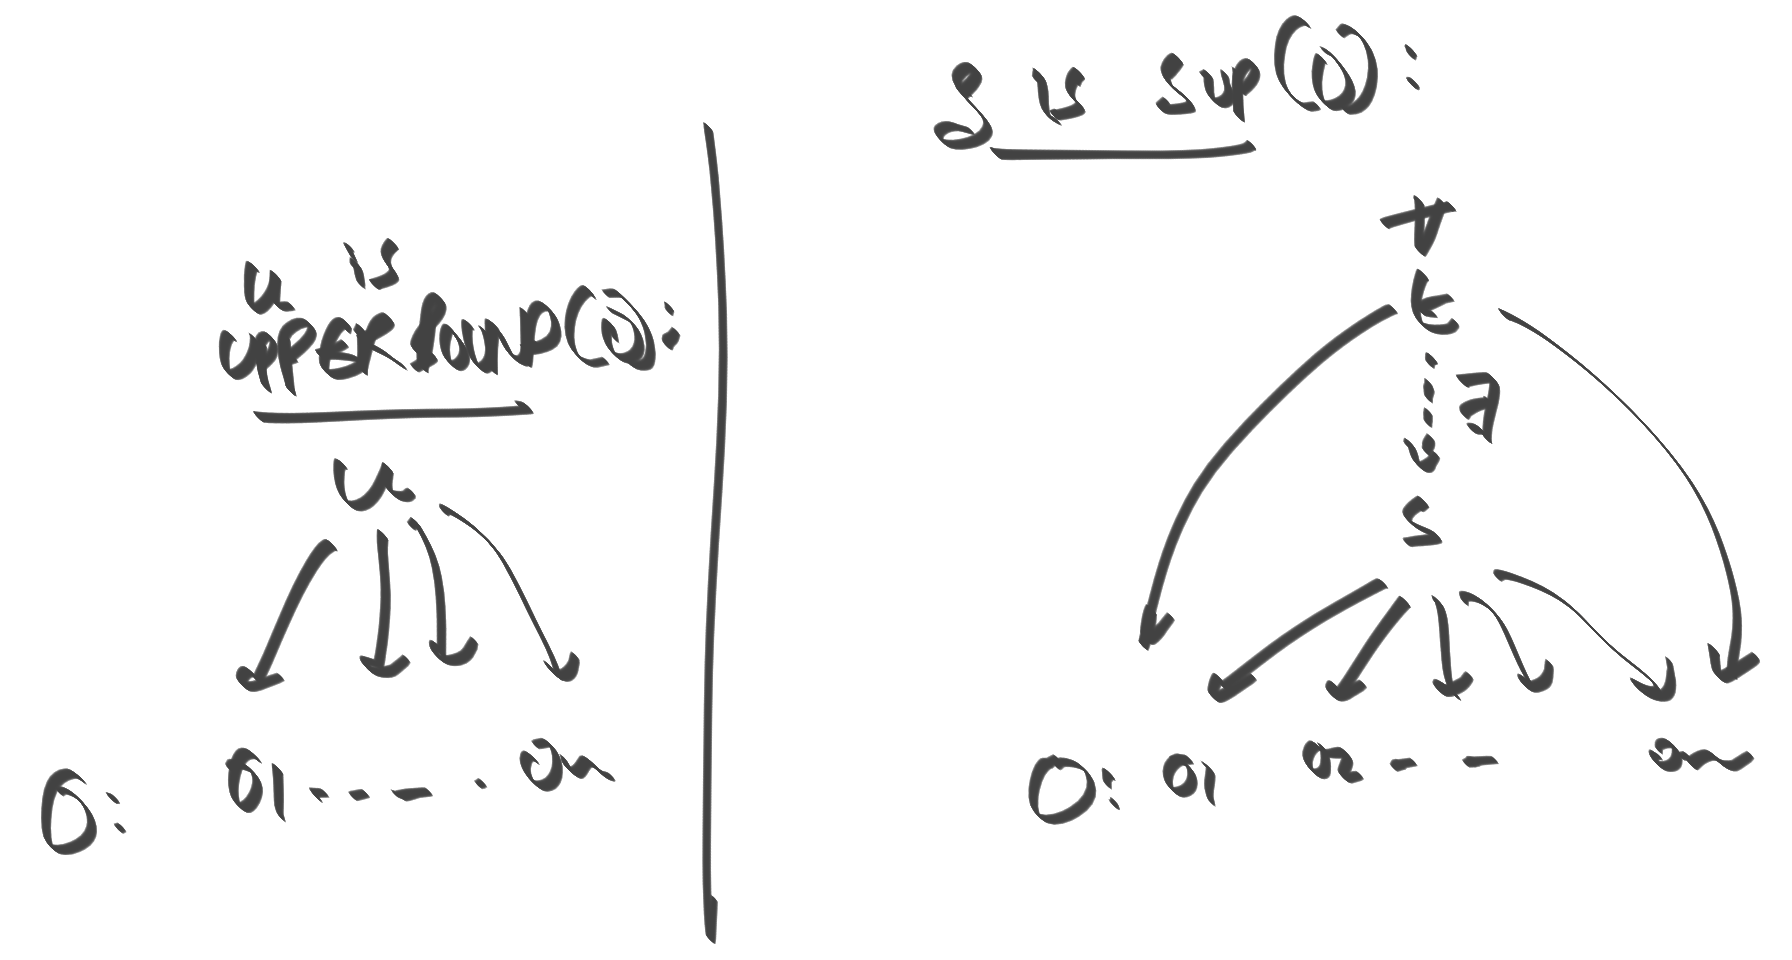 u is
UPPERBOUND(O):
u
O: o1 . - - - . on
S is sup(O):
∀
t
∃
s
O: o1 o2 - - on